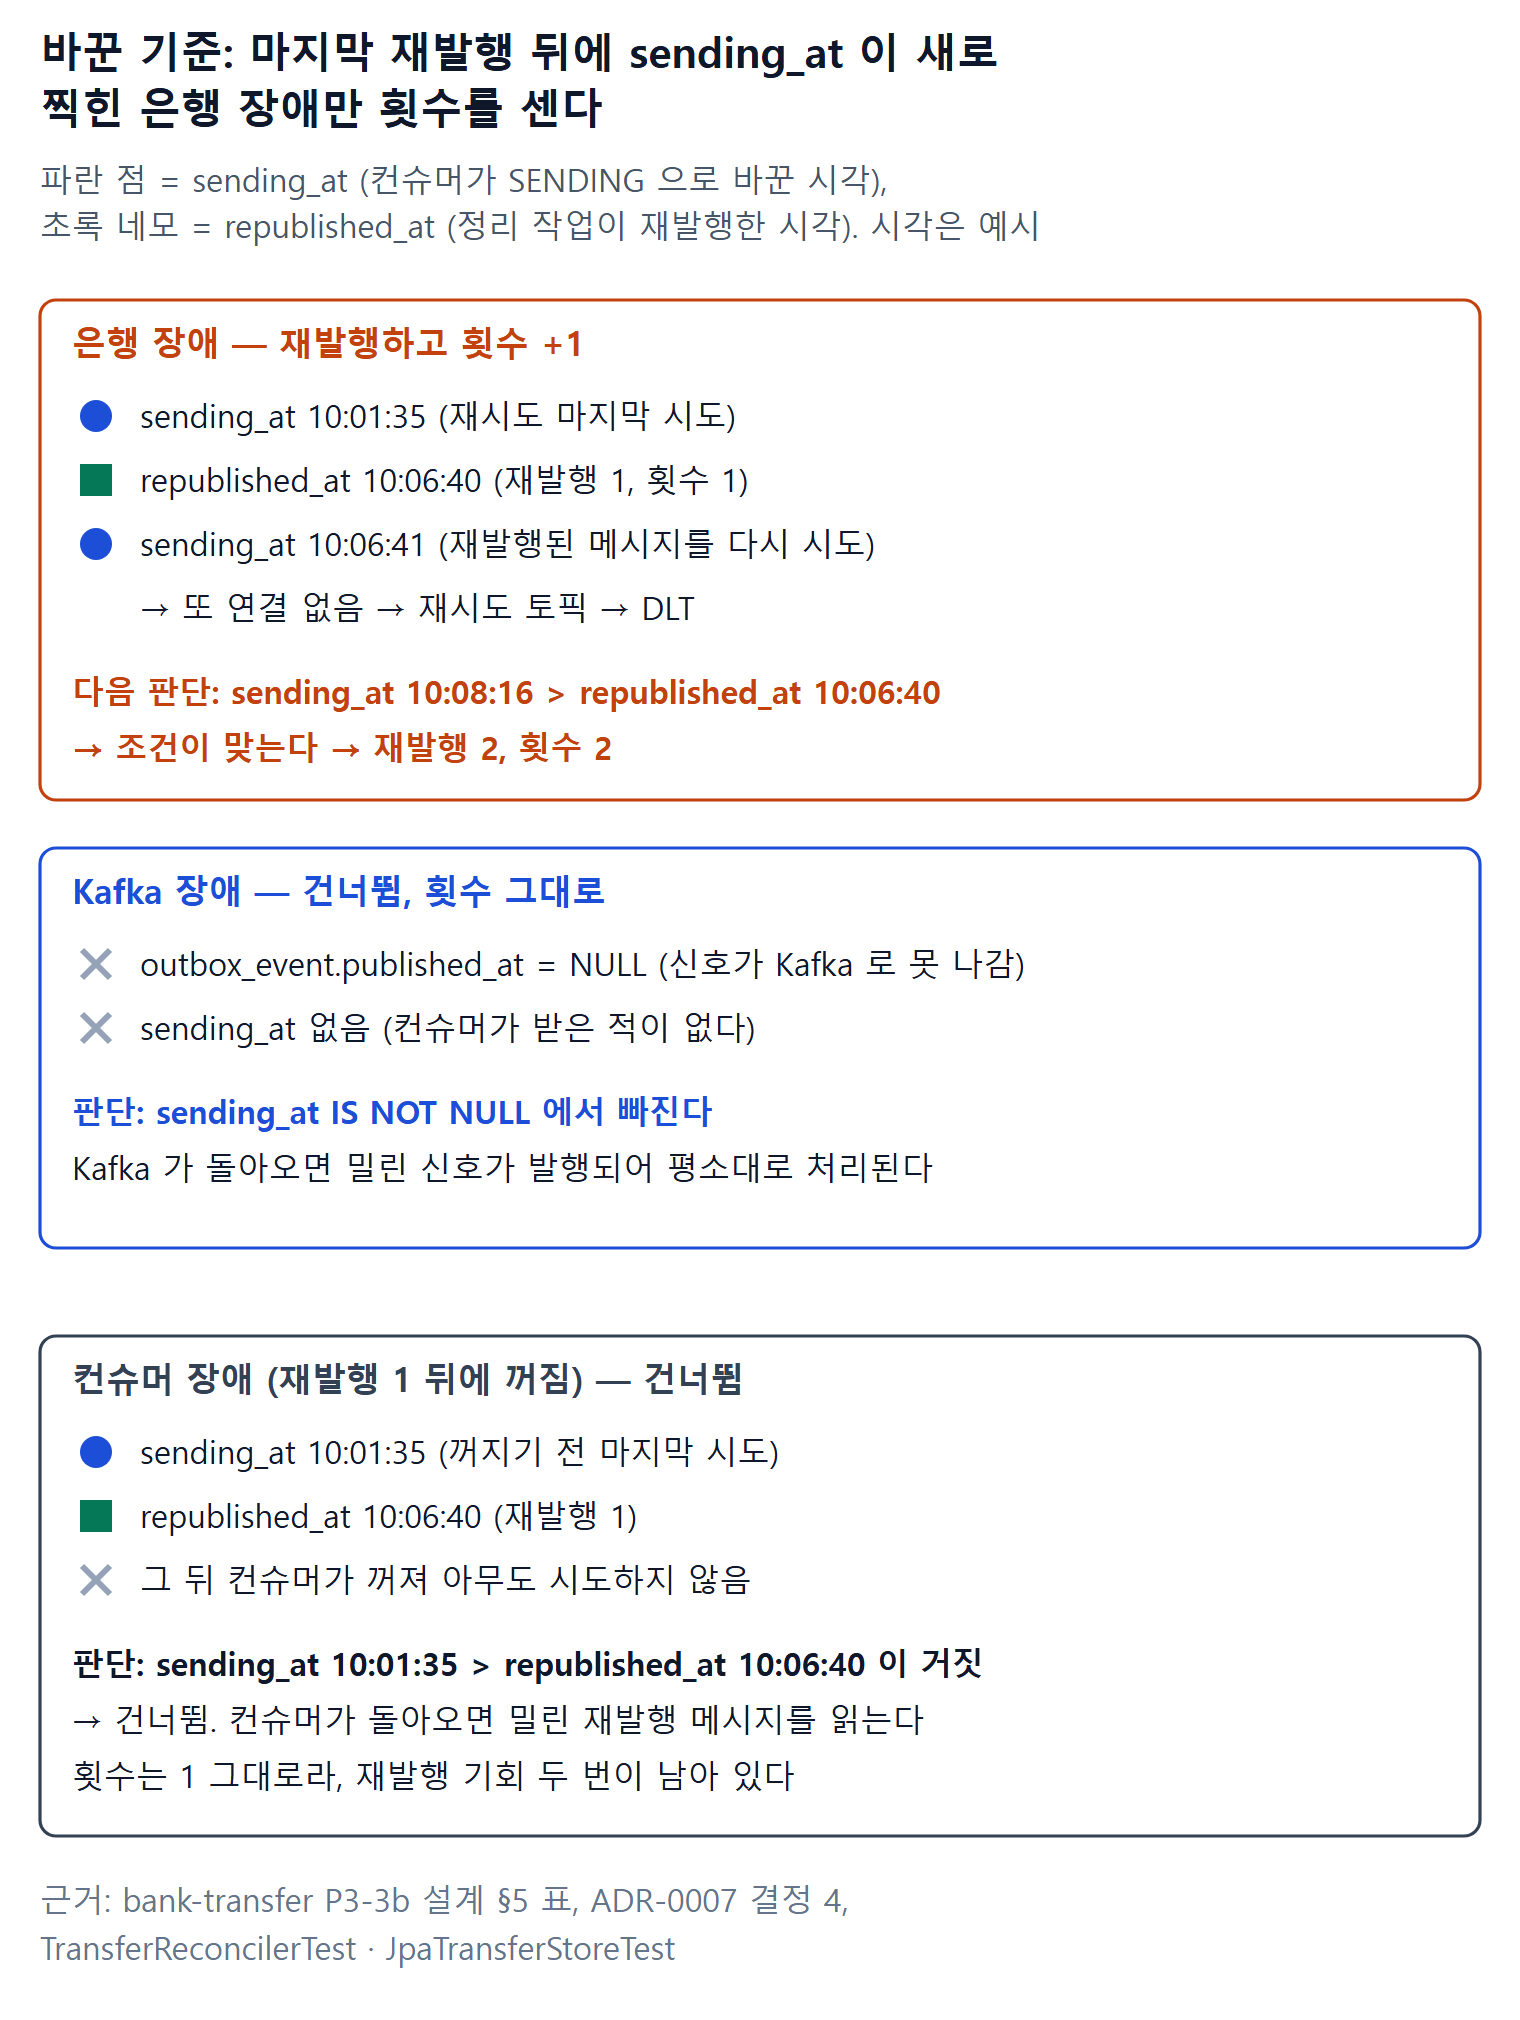 바꾼 기준: 마지막 재발행 뒤에 sending_at 이 새로
찍힌 은행 장애만 횟수를 센다
파란 점 = sending_at (컨슈머가 SENDING 으로 바꾼 시각),
초록 네모 = republished_at (정리 작업이 재발행한 시각). 시각은 예시
은행 장애 — 재발행하고 횟수 +1
sending_at 10:01:35 (재시도 마지막 시도)
republished_at 10:06:40 (재발행 1, 횟수 1)
sending_at 10:06:41 (재발행된 메시지를 다시 시도)
→ 또 연결 없음 → 재시도 토픽 → DLT
다음 판단: sending_at 10:08:16 > republished_at 10:06:40
→ 조건이 맞는다 → 재발행 2, 횟수 2
Kafka 장애 — 건너뜀, 횟수 그대로
outbox_event.published_at = NULL (신호가 Kafka 로 못 나감)
sending_at 없음 (컨슈머가 받은 적이 없다)
판단: sending_at IS NOT NULL 에서 빠진다
Kafka 가 돌아오면 밀린 신호가 발행되어 평소대로 처리된다
컨슈머 장애 (재발행 1 뒤에 꺼짐) — 건너뜀
sending_at 10:01:35 (꺼지기 전 마지막 시도)
republished_at 10:06:40 (재발행 1)
그 뒤 컨슈머가 꺼져 아무도 시도하지 않음
판단: sending_at 10:01:35 > republished_at 10:06:40 이 거짓
→ 건너뜀. 컨슈머가 돌아오면 밀린 재발행 메시지를 읽는다
횟수는 1 그대로라, 재발행 기회 두 번이 남아 있다
근거: bank-transfer P3-3b 설계 §5 표, ADR-0007 결정 4,
TransferReconcilerTest · JpaTransferStoreTest